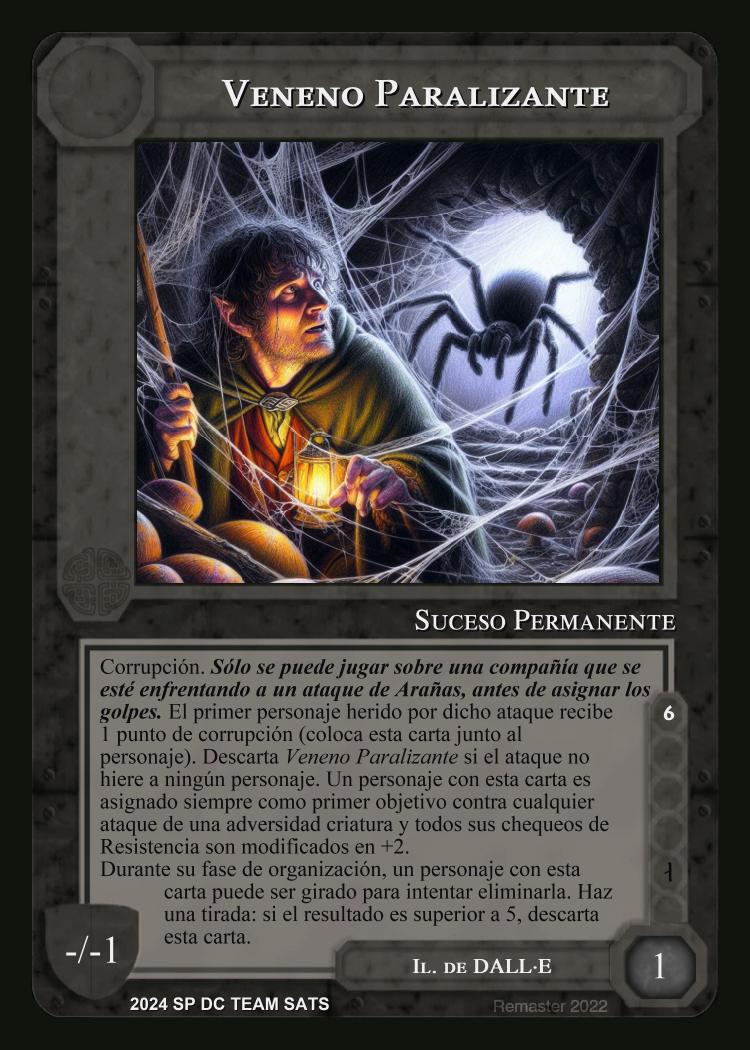 Veneno Paralizante
Suceso Permanente
Corrupción. Sólo se puede jugar sobre una compañía que se
esté enfrentando a un ataque de Arañas, antes de asignar los
golpes. El primer personaje herido por dicho ataque recibe
6
1 punto de corrupción (coloca esta carta junto al
personaje). Descarta Veneno Paralizante si el ataque no
hiere a ningún personaje. Un personaje con esta carta es
asignado siempre como primer objetivo contra cualquier
ataque de una adversidad criatura y todos sus chequeos de
Resistencia son modificados en +2.
Durante su fase de organización, un personaje con esta
carta puede ser girado para intentar eliminarla. Haz
una tirada: si el resultado es superior a 5, descarta
esta carta.
-/-1
Il. de DALL·E
1
2024 SP DC TEAM SATS
Remaster 2022